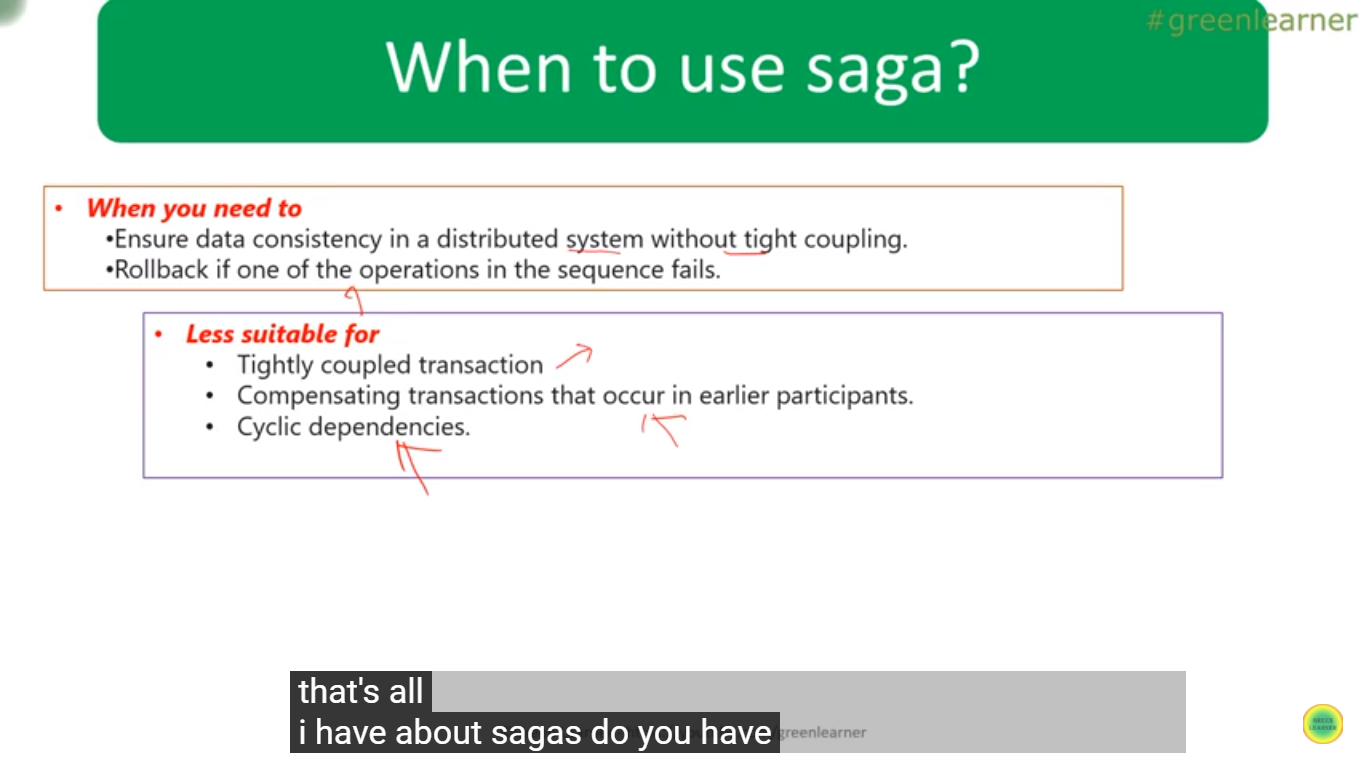 #greenlearner
When to use saga?
• When you need to
•Ensure data consistency in a distributed system without tight coupling.
•Rollback if one of the operations in the sequence fails.
• Less suitable for
• Tightly coupled transaction
• Compensating transactions that occur in earlier participants.
• Cyclic dependencies.
that's all
i have about sagas do you have
/greenlearner
GREEN
LEARNER